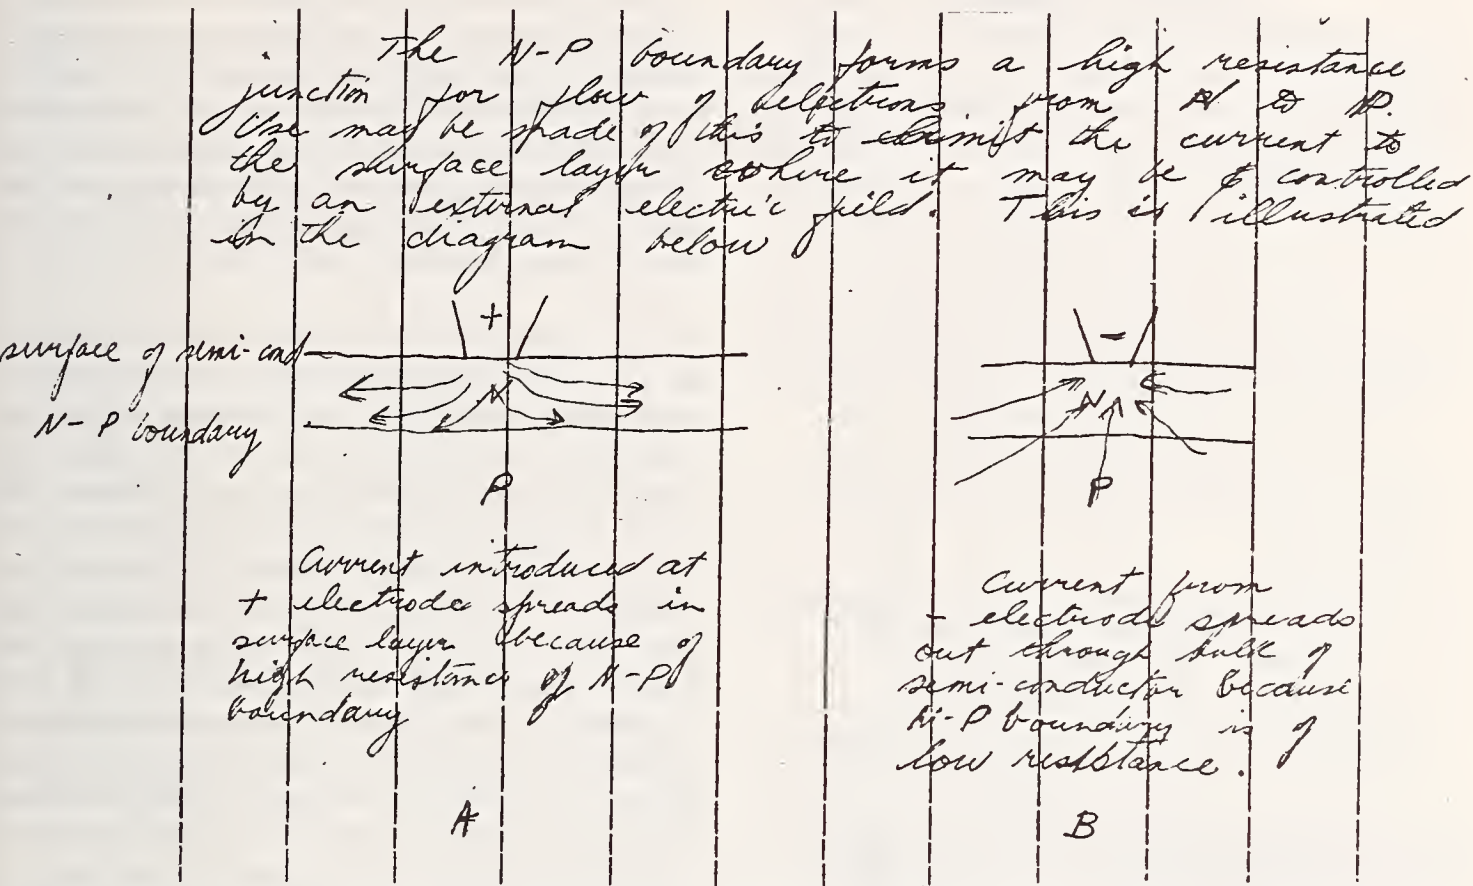 The N-P boundary forms a high resistance
junction for flow of electrons from N to P.
Use may be made of this to limit the current to
the surface layer where it may be controlled
by an external electric field. This is illustrated
in the diagram below
+
-
surface of semi-cond
N
N
N-P boundary
P
P
Current introduced at
+ electrode spreads in
surface layer because of
high resistance of N-P
boundary
Current from
- electrode spreads
out through bulk of
semi-conductor because
N-P boundary is of
low resistance.
A
B